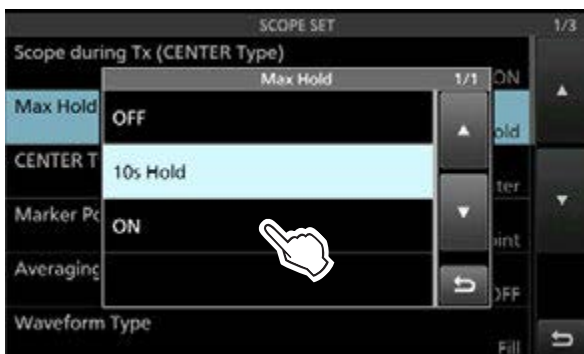 SCOPE SET 1/3
Scope during Tx (CENTER Type)
ON
Max Hold 1/1
Max Hold
old
OFF
10s Hold
CENTER T
ter
ON
Marker Po
oint
Averaging
OFF
Waveform Type
Fill